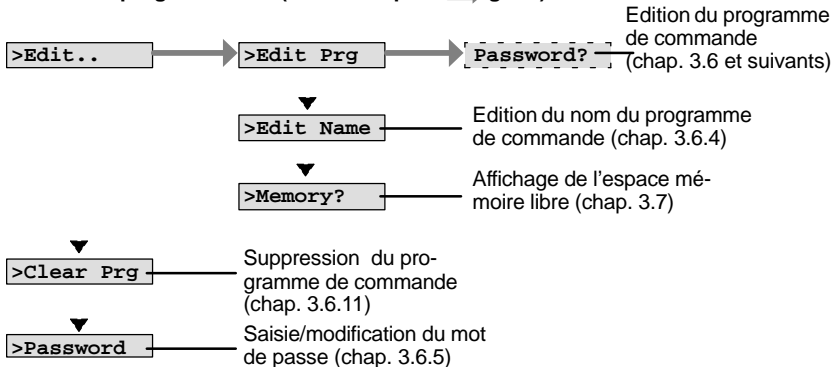 Edition du programme
de commande
(chap. 3.6 et suivants)
>Edit..
>Edit Prg
Password?
>Edit Name
Edition du nom du programme
de commande (chap. 3.6.4)
>Memory?
Affichage de l'espace mé-
moire libre (chap. 3.7)
>Clear Prg
Suppression du pro-
gramme de commande
(chap. 3.6.11)
>Password
Saisie/modification du mot
de passe (chap. 3.6.5)